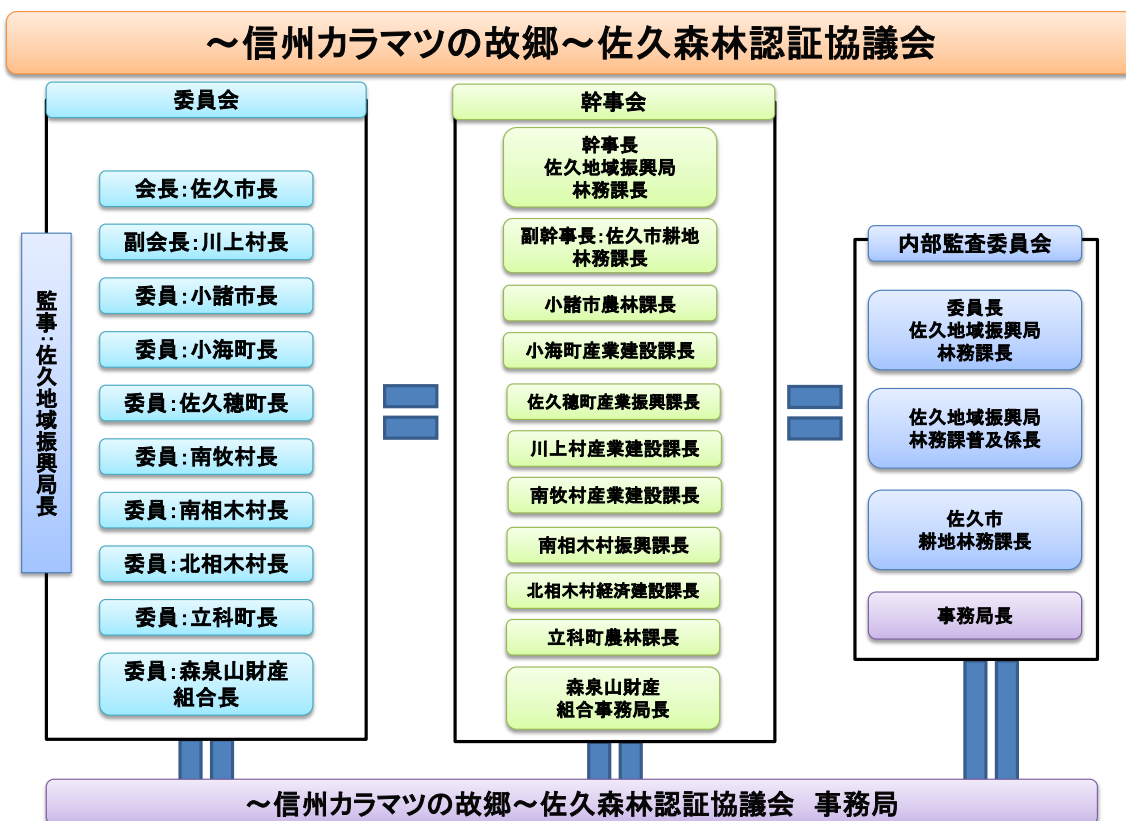 ～信州カラマツの故郷～佐久森林認証協議会
委員会
会長：佐久市長
副会長：川上村長
委員：小諸市長
委員：小海町長
委員：佐久穂町長
委員：南牧村長
委員：南相木村長
委員：北相木村長
委員：立科町長
委員：森泉山財産
組合長
監事：佐久地域振興局長
幹事会
幹事長
佐久地域振興局
林務課長
副幹事長：佐久市耕地
林務課長
小諸市農林課長
小海町産業建設課長
佐久穂町産業振興課長
川上村産業建設課長
南牧村産業建設課長
南相木村振興課長
北相木村経済建設課長
立科町農林課長
森泉山財産
組合事務局長
内部監査委員会
委員長
佐久地域振興局
林務課長
佐久地域振興局
林務課普及係長
佐久市
耕地林務課長
事務局長
～信州カラマツの故郷～佐久森林認証協議会　事務局